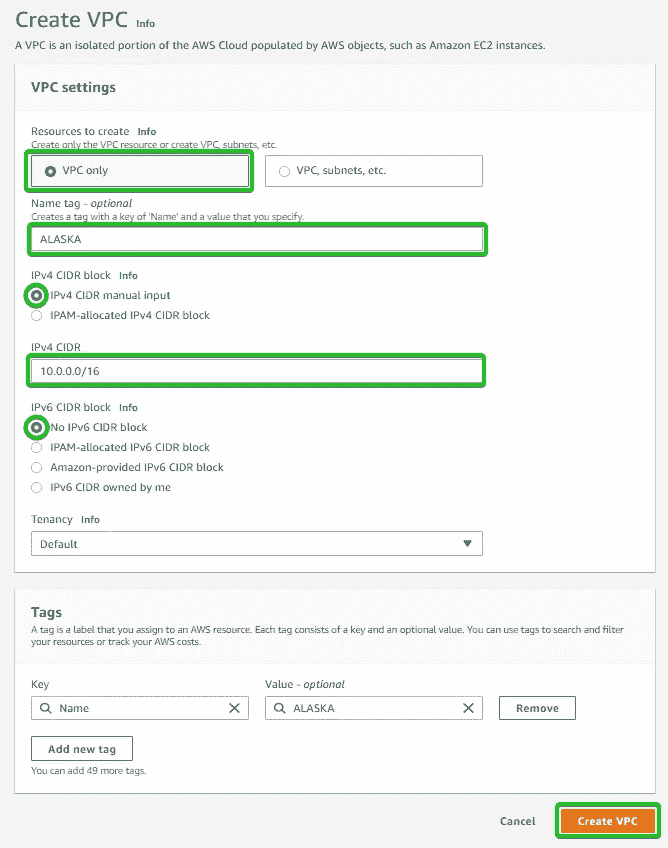 Create VPC Info
A VPC is an isolated portion of the AWS Cloud populated by AWS objects, such as Amazon EC2 instances.
VPC settings
Resources to create Info
Create only the VPC resource or create VPC, subnets, etc.
VPC only
VPC, subnets, etc.
Name tag - optional
Creates a tag with a key of 'Name' and a value that you specify.
ALASKA
IPv4 CIDR block Info
IPv4 CIDR manual input
IPAM-allocated IPv4 CIDR block
IPv4 CIDR
10.0.0.0/16
IPv6 CIDR block Info
No IPv6 CIDR block
IPAM-allocated IPv6 CIDR block
Amazon-provided IPv6 CIDR block
IPv6 CIDR owned by me
Tenancy Info
Default
Tags
A tag is a label that you assign to an AWS resource. Each tag consists of a key and an optional value. You can use tags to search and filter
your resources or track your AWS costs.
Key
Value - optional
Name
ALASKA
Remove
Add new tag
You can add 49 more tags.
Cancel
Create VPC